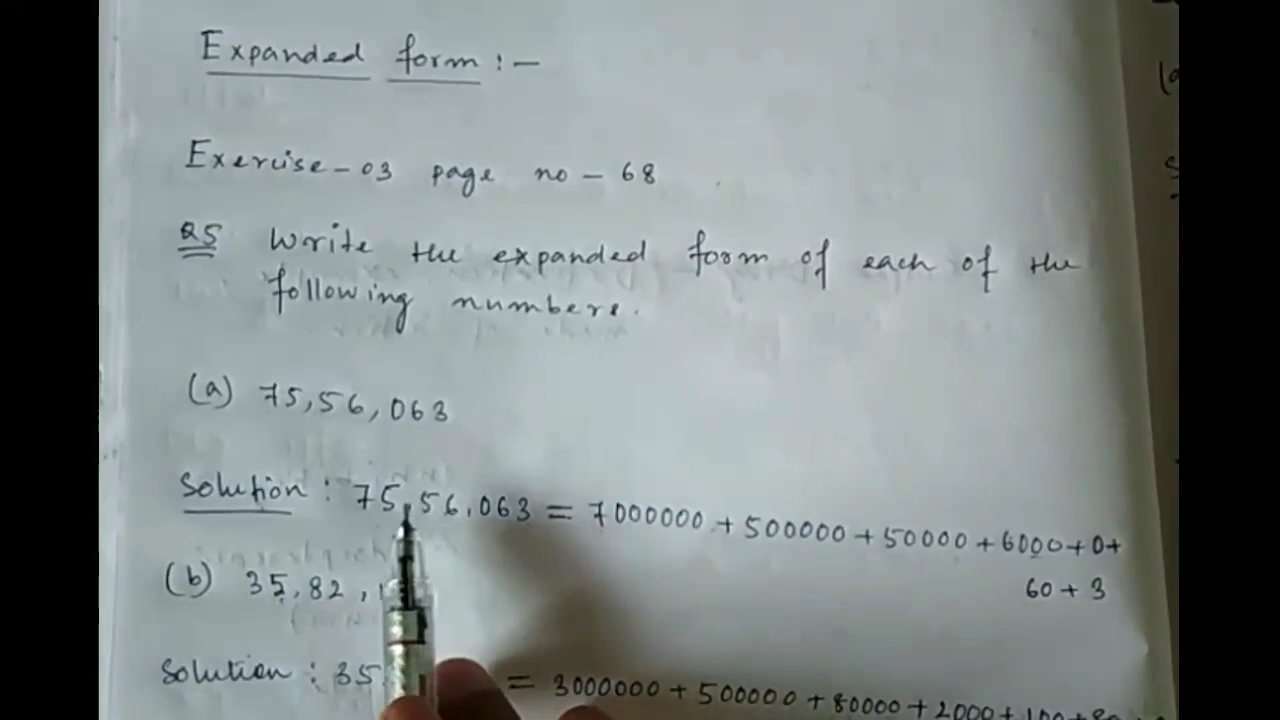 Expanded form :-
Exercise-03 page no - 68
Q5 Write the expanded form of each of the
following numbers.
(a) 75,56,063
Solution : 75,56,063 = 7000000 + 500000 + 50000 + 6000 + 0 +
60 + 3
(b) 35,82,
Solution : 35, = 3000000 + 500000 + 80000 + 2000 + 100 +